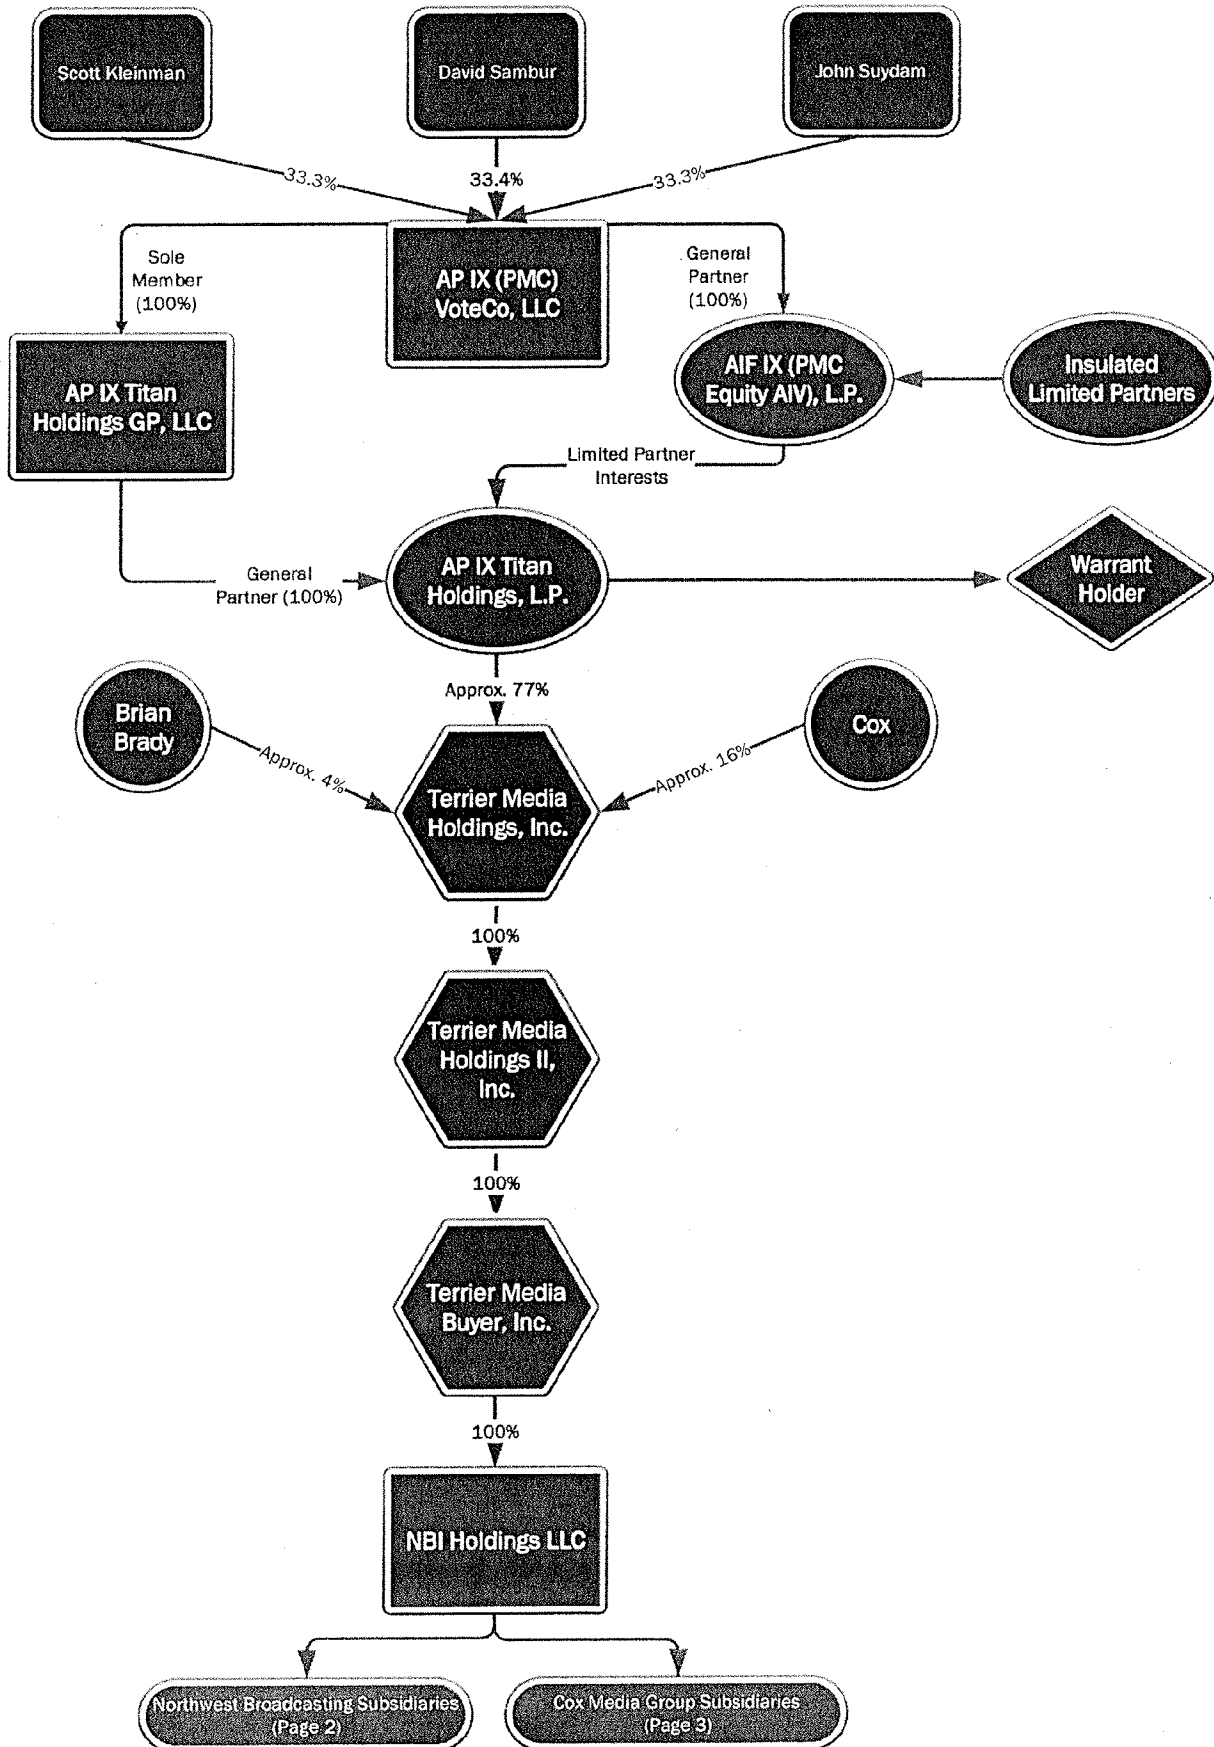 Scott Kleinman
David Sambur
John Suydam
33.3%
33.4%
33.3%
Sole
Member
(100%)
AP IX (PMC)
VoteCo, LLC
General
Partner
(100%)
AP IX Titan
Holdings GP, LLC
AIF IX (PMC
Equity AIV), L.P.
Insulated
Limited Partners
Limited Partner
Interests
General
Partner (100%)
AP IX Titan
Holdings, L.P.
Warrant
Holder
Approx. 77%
Brian
Brady
Cox
Approx. 4%
Approx. 16%
Terrier Media
Holdings, Inc.
100%
Terrier Media
Holdings II,
Inc.
100%
Terrier Media
Buyer, Inc.
100%
NBI Holdings LLC
Northwest Broadcasting Subsidiaries
(Page 2)
Cox Media Group Subsidiaries
(Page 3)